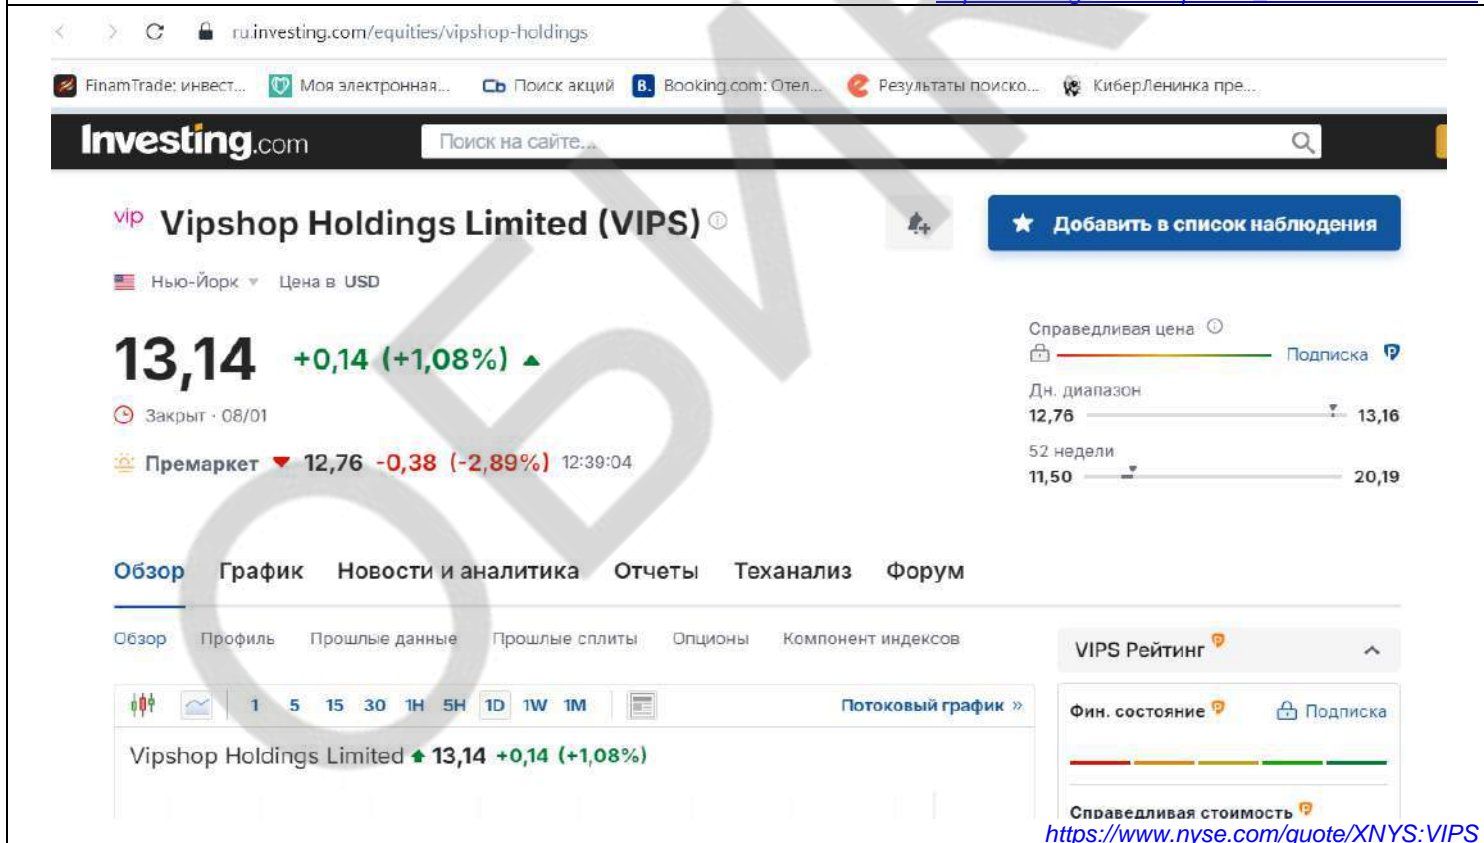 ru.investing.com/equities/vipshop-holdings
FinamTrade: инвест... Моя электронная... Сь Поиск акций B. Booking.com: Отел... Результаты поиско... КиберЛенинка пре...
Investing.com Поиск на сайте...
vip Vipshop Holdings Limited (VIPS)
Добавить в список наблюдения
Нью-Йорк Цена в USD
13,14 +0,14 (+1,08%)
Закрыт · 08/01
Премаркет 12,76 -0,38 (-2,89%) 12:39:04
Справедливая цена
Подписка
Дн. диапазон
12,76 13,16
52 недели
11,50 20,19
Обзор График Новости и аналитика Отчеты Теханализ Форум
Обзор Профиль Прошлые данные Прошлые сплиты Опционы Компонент индексов
VIPS Рейтинг
1 5 15 30 1H 5H 1D 1W 1M Потоковый график »
Фин. состояние Подписка
Vipshop Holdings Limited 13,14 +0,14 (+1,08%)
Справедливая стоимость
https://www.nyse.com/quote/XNYS:VIPS